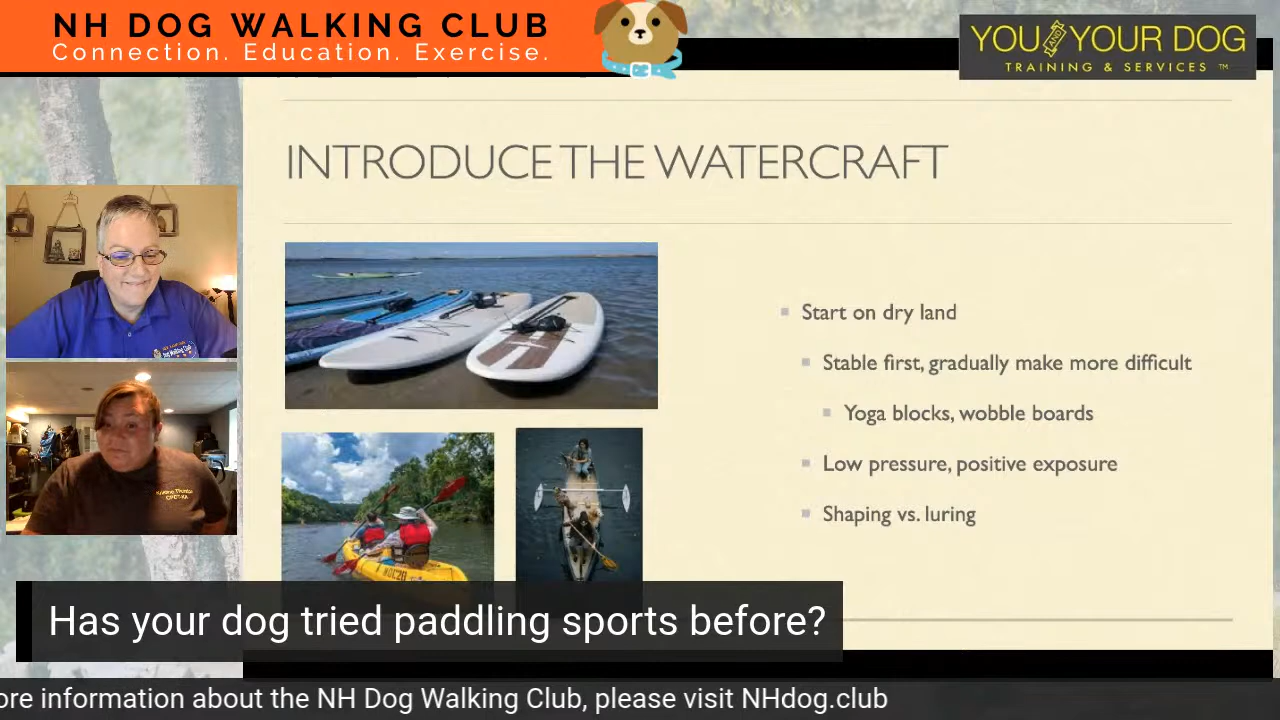 NH DOG WALKING CLUB
Connection. Education. Exercise.
YOU AND YOUR DOG
TRAINING & SERVICES ™
INTRODUCE THE WATERCRAFT
Start on dry land
Stable first, gradually make more difficult
Yoga blocks, wobble boards
Low pressure, positive exposure
Shaping vs. luring
Has your dog tried paddling sports before?
ore information about the NH Dog Walking Club, please visit NHdog.club